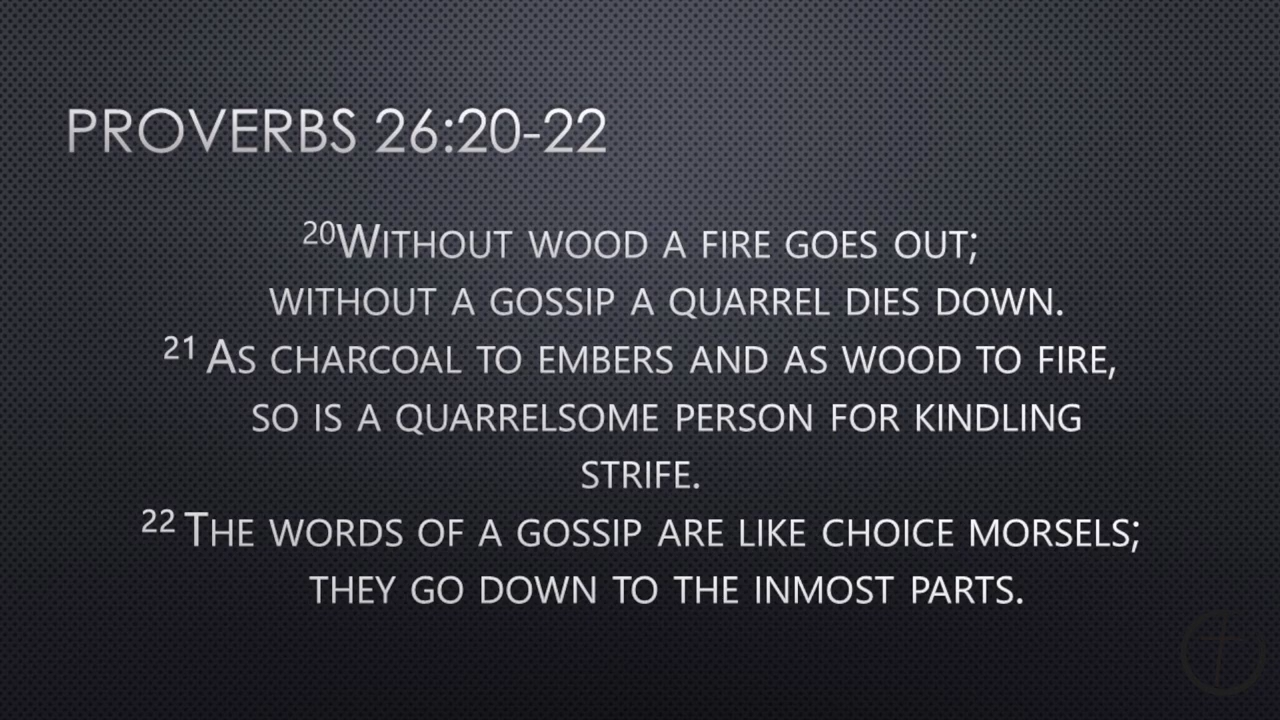 PROVERBS 26:20-22
20WITHOUT WOOD A FIRE GOES OUT;
WITHOUT A GOSSIP A QUARREL DIES DOWN.
21 AS CHARCOAL TO EMBERS AND AS WOOD TO FIRE,
SO IS A QUARRELSOME PERSON FOR KINDLING
STRIFE.
22 THE WORDS OF A GOSSIP ARE LIKE CHOICE MORSELS;
THEY GO DOWN TO THE INMOST PARTS.